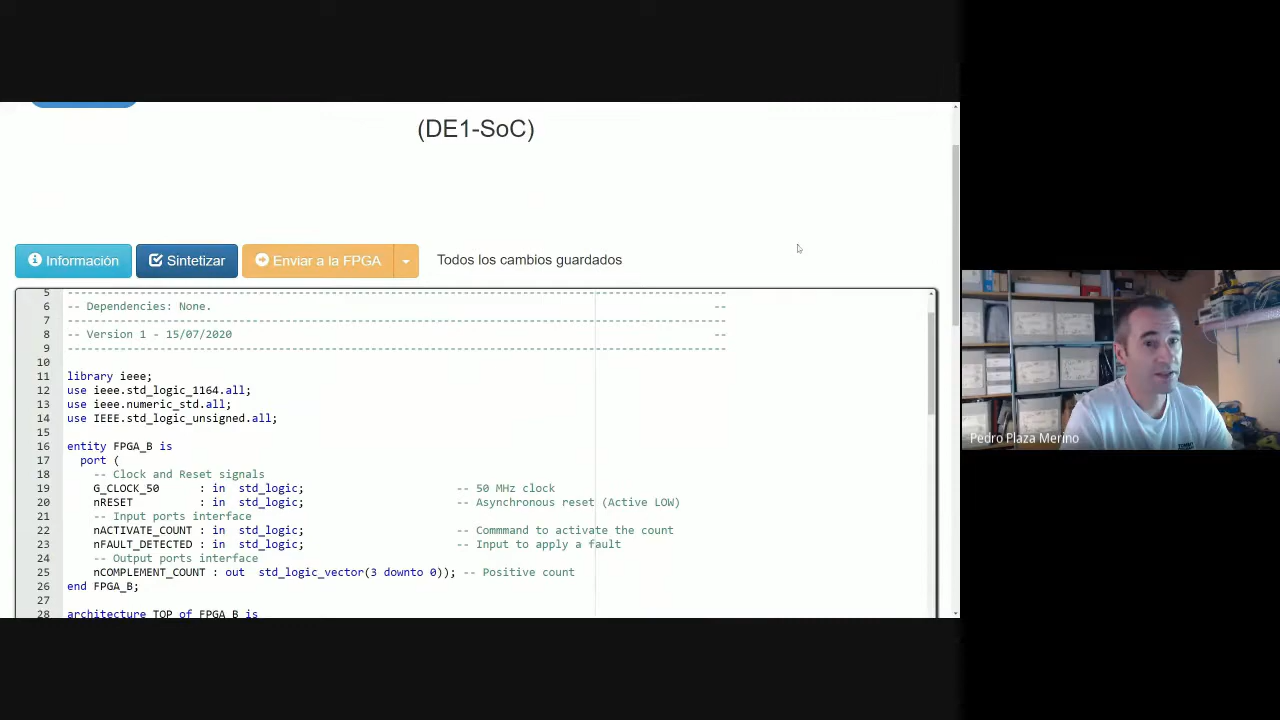 (DE1-SoC)
Información Sintetizar Enviar a la FPGA Todos los cambios guardados
5 --------------------------------------------------------------------------------------------------
6 -- Dependencies: None. --
7 --------------------------------------------------------------------------------------------------
8 -- Version 1 - 15/07/2020 --
9 --------------------------------------------------------------------------------------------------
10
11 library ieee;
12 use ieee.std_logic_1164.all;
13 use ieee.numeric_std.all;
14 use IEEE.std_logic_unsigned.all;
15
16 entity FPGA_B is
17 port (
18 -- Clock and Reset signals
19 G_CLOCK_50 : in std_logic; -- 50 MHz clock
20 nRESET : in std_logic; -- Asynchronous reset (Active LOW)
21 -- Input ports interface
22 nACTIVATE_COUNT : in std_logic; -- Commmand to activate the count
23 nFAULT_DETECTED : in std_logic; -- Input to apply a fault
24 -- Output ports interface
25 nCOMPLEMENT_COUNT : out std_logic_vector(3 downto 0)); -- Positive count
26 end FPGA_B;
27
28 architecture TOP of FPGA_B is
Pedro Plaza Merino